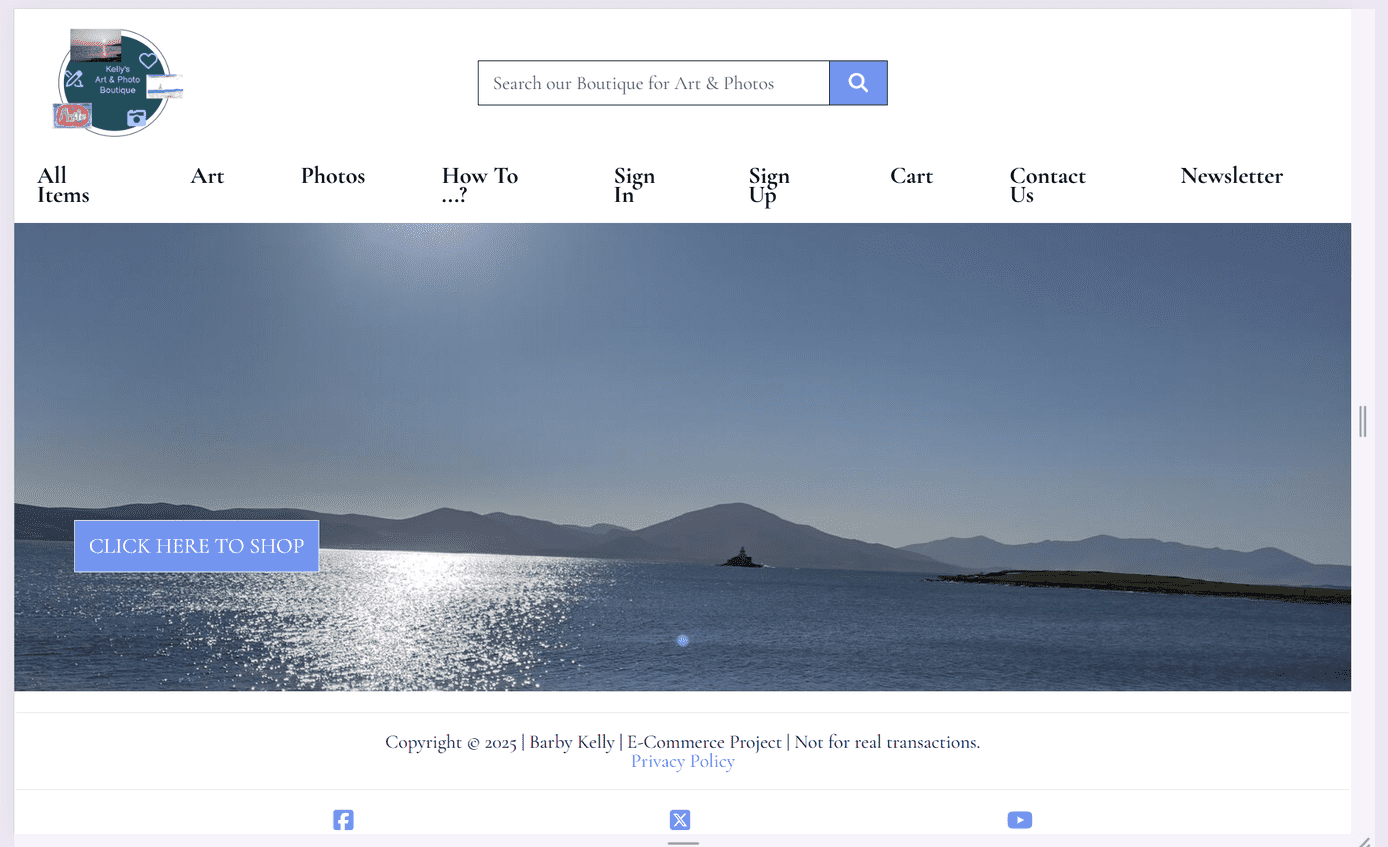 Kelly's
Art & Photo
Boutique
Search our Boutique for Art & Photos
All Items
Art
Photos
How To ...?
Sign In
Sign Up
Cart
Contact Us
Newsletter
CLICK HERE TO SHOP
Copyright © 2025 | Barby Kelly | E-Commerce Project | Not for real transactions.
Privacy Policy